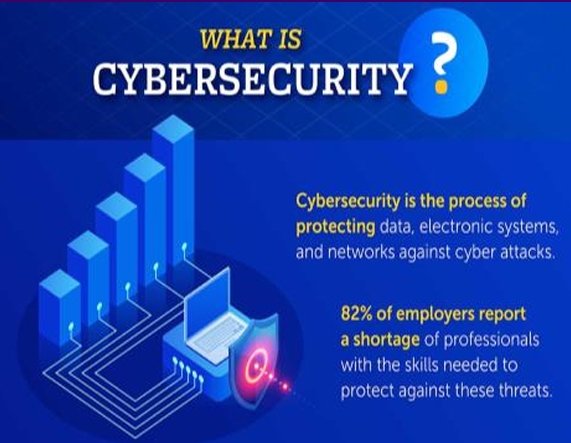 WHAT IS
CYBERSECURITY ?
Cybersecurity is the process of
protecting data, electronic systems,
and networks against cyber attacks.
82% of employers report
a shortage of professionals
with the skills needed to
protect against these threats.